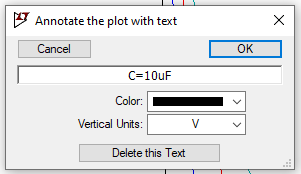 Annotate the plot with text
Cancel
OK
C=10uF
Color:
Vertical Units:
V
Delete this Text